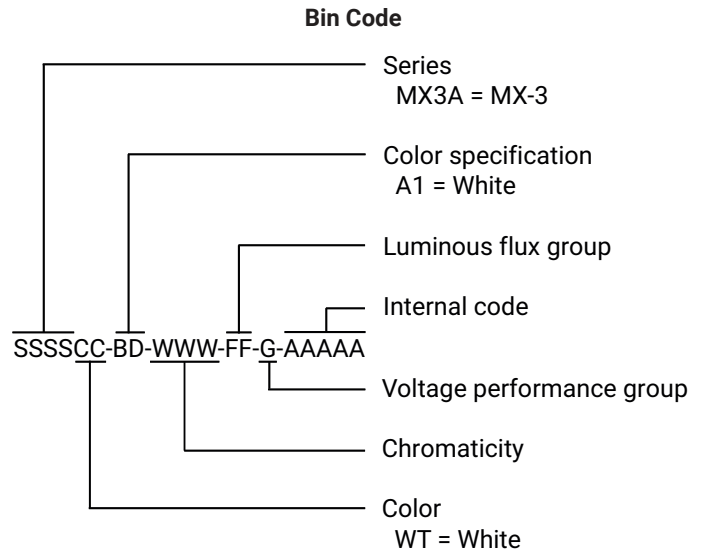 Bin Code
Series
MX3A = MX-3
Color specification
A1 = White
Luminous flux group
Internal code
SSSSCC-BD-WWW-FF-G-AAAAA
Voltage performance group
Chromaticity
Color
WT = White